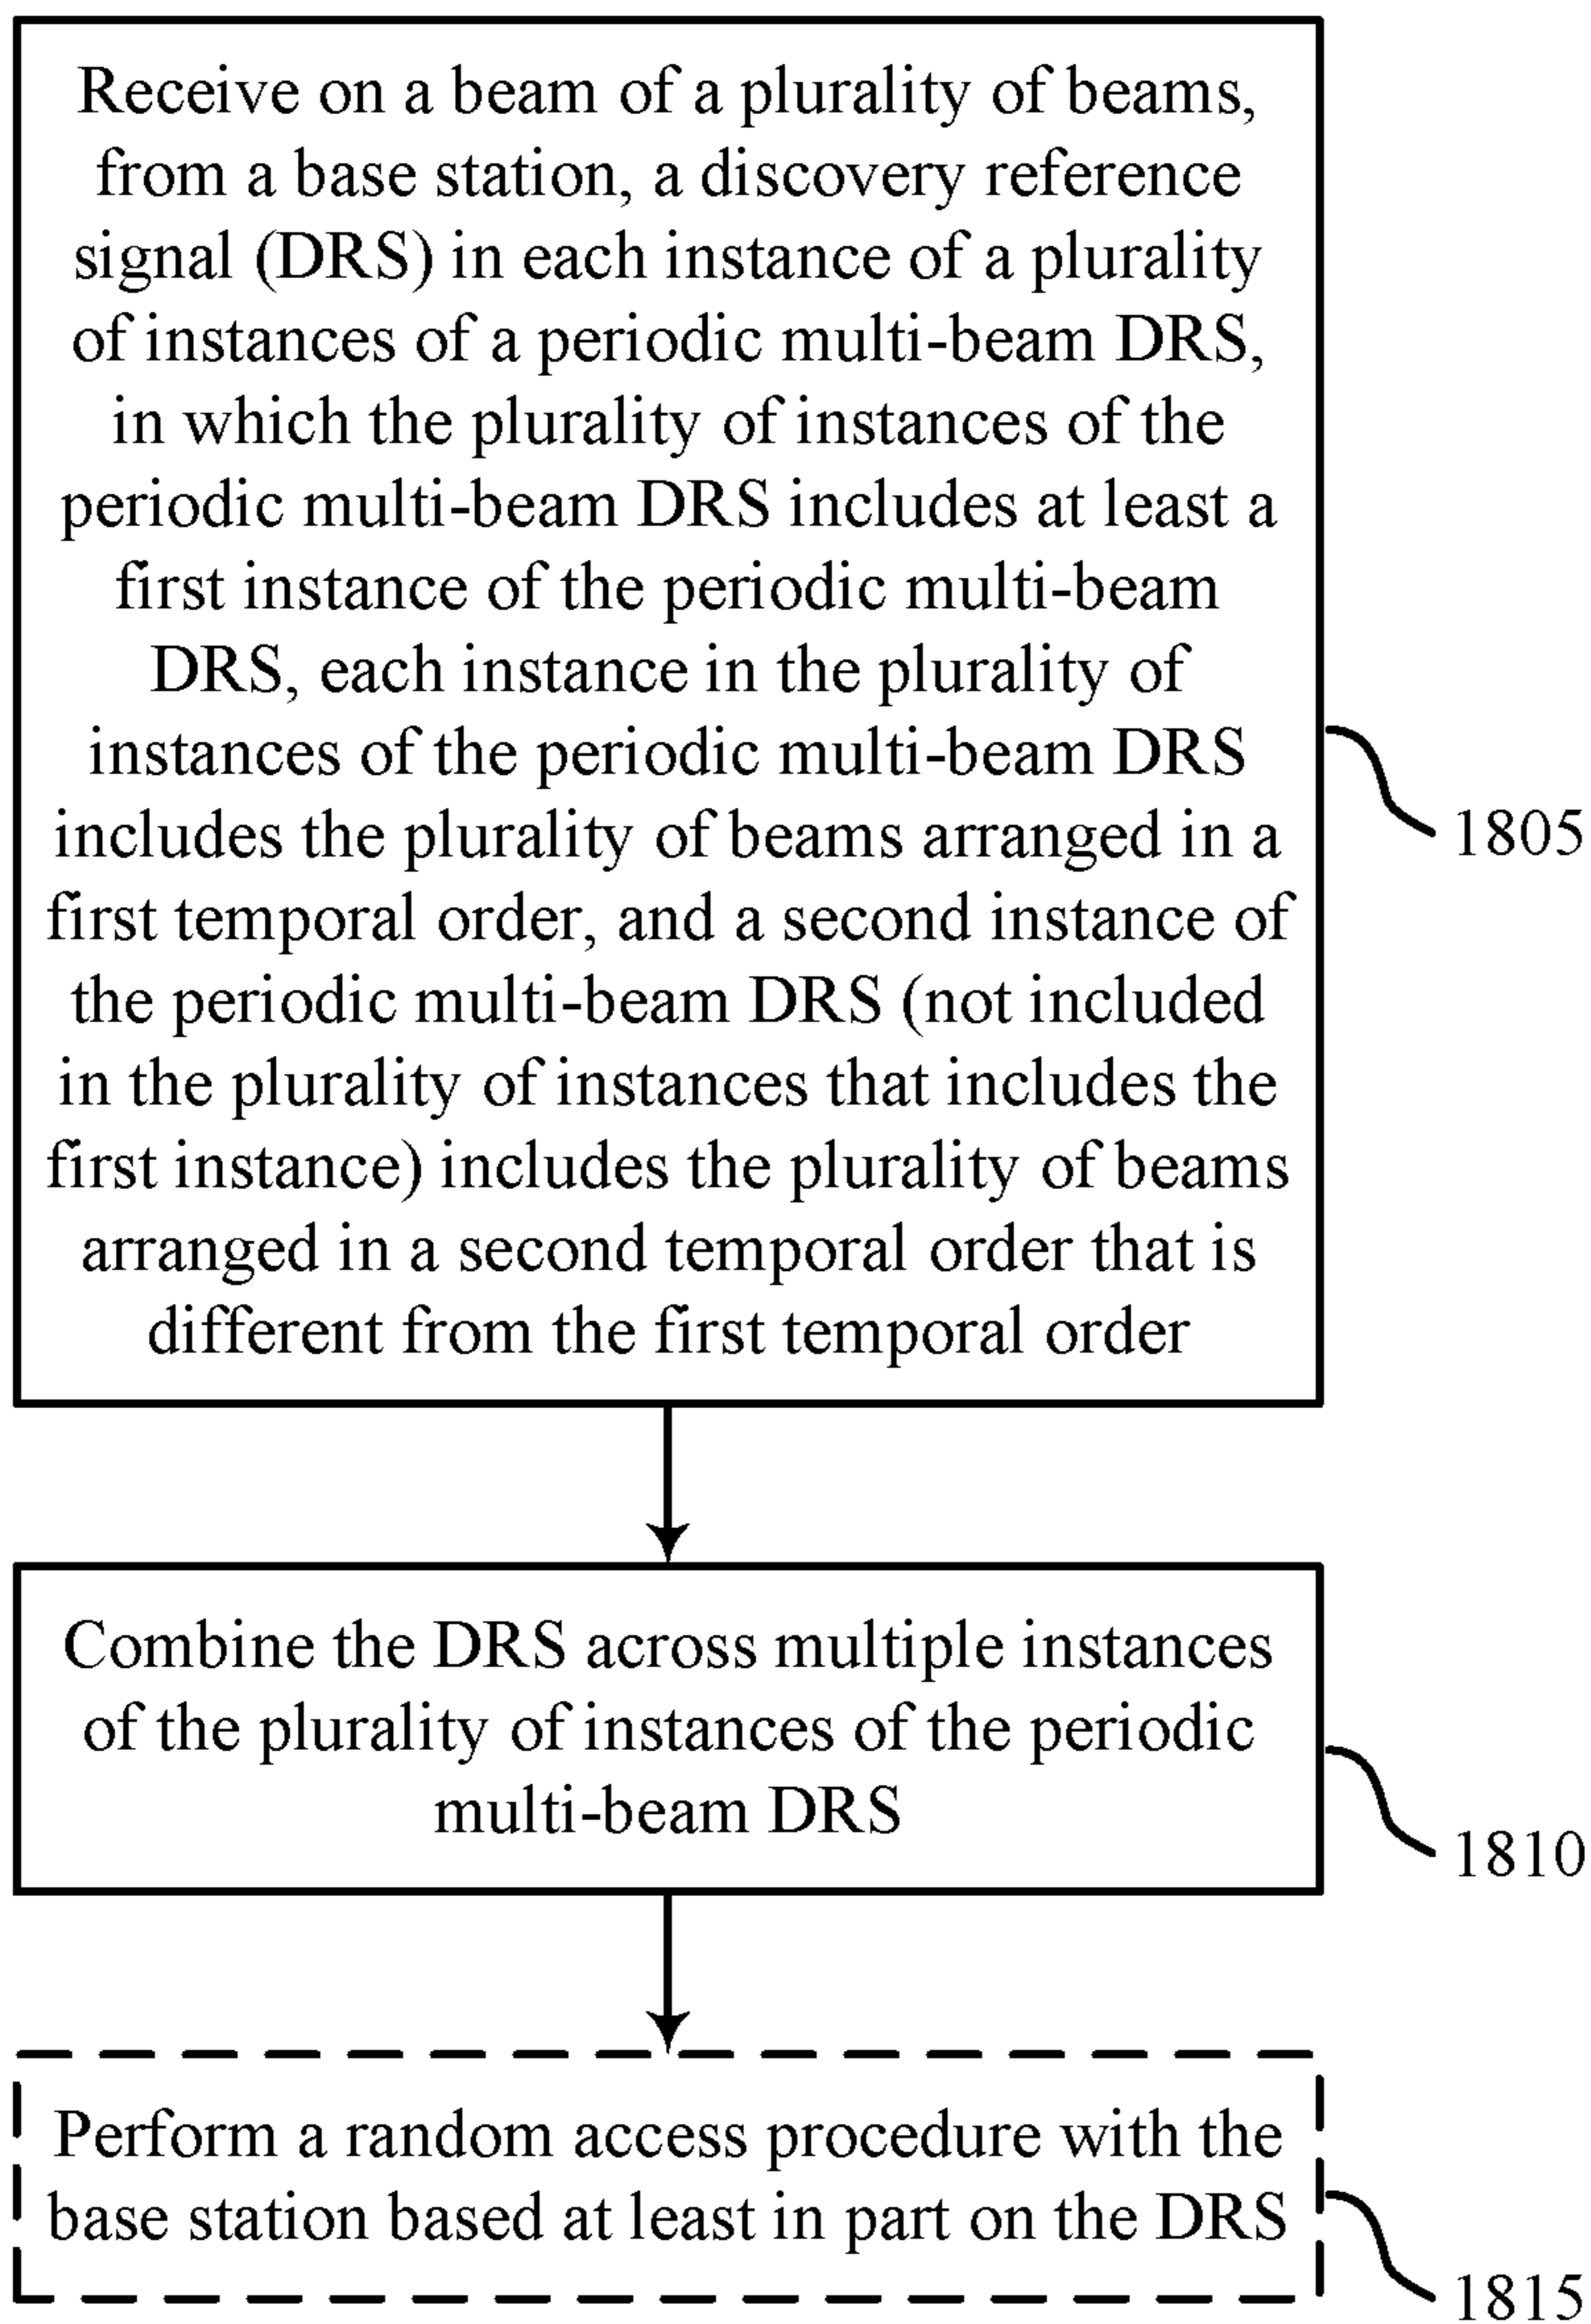 Receive on a beam of a plurality of beams,
from a base station, a discovery reference
signal (DRS) in each instance of a plurality
of instances of a periodic multi-beam DRS,
in which the plurality of instances of the
periodic multi-beam DRS includes at least a
first instance of the periodic multi-beam
DRS, each instance in the plurality of
instances of the periodic multi-beam DRS
includes the plurality of beams arranged in a
first temporal order, and a second instance of
the periodic multi-beam DRS (not included
in the plurality of instances that includes the
first instance) includes the plurality of beams
arranged in a second temporal order that is
different from the first temporal order
1805
Combine the DRS across multiple instances
of the plurality of instances of the periodic
multi-beam DRS
1810
Perform a random access procedure with the
base station based at least in part on the DRS
1815